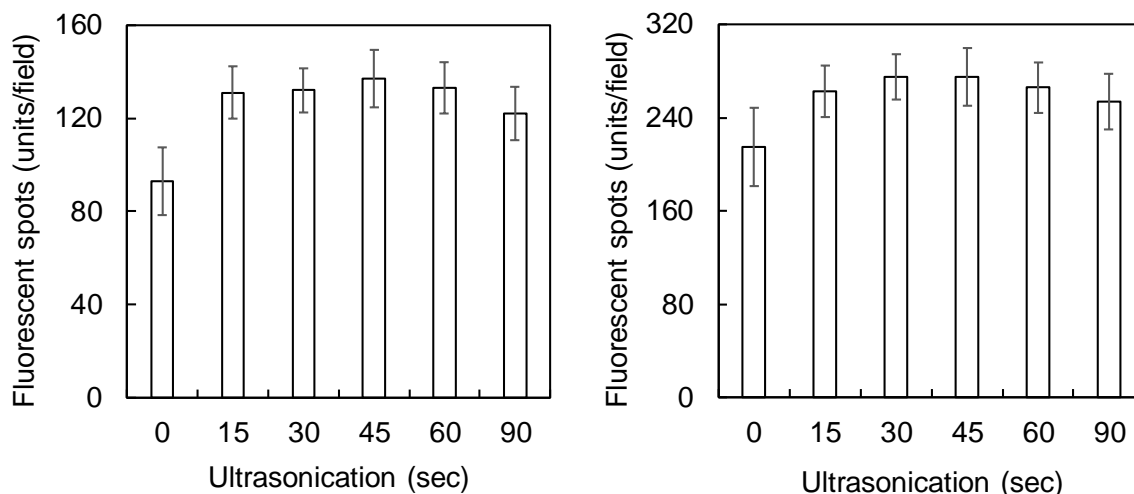 Fluorescent spots (units/field)
160
120
80
40
0
0 15 30 45 60 90
Ultrasonication (sec)
Fluorescent spots (units/field)
320
240
160
80
0
0 15 30 45 60 90
Ultrasonication (sec)